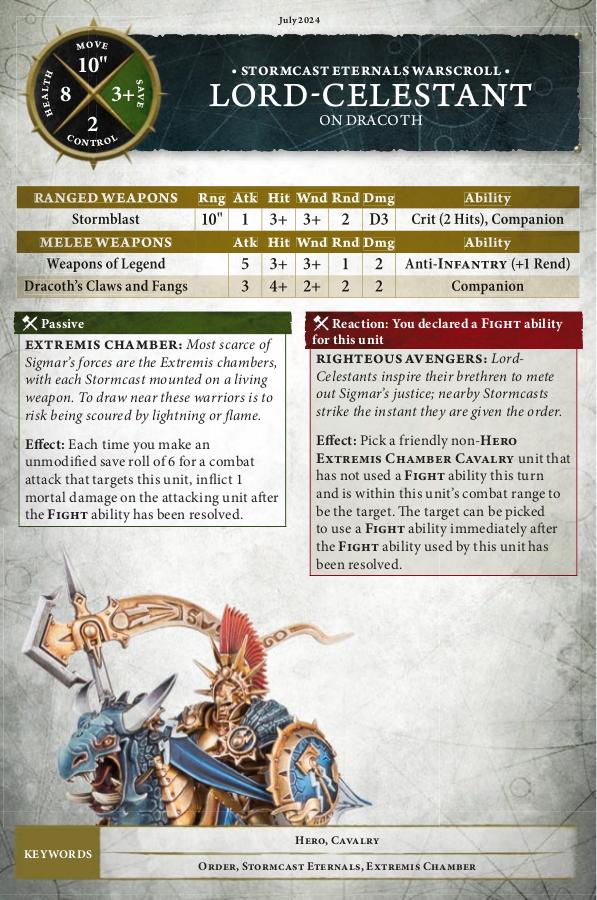 July 2024
MOVE
10"
HEALTH
8
3+
SAVE
2
CONTROL
• STORMCAST ETERNALS WARSCROLL •
LORD-CELESTANT
ON DRACOTH
RANGED WEAPONS Rng Atk Hit Wnd Rnd Dmg Ability
Stormblast 10" 1 3+ 3+ 2 D3 Crit (2 Hits), Companion
MELEE WEAPONS Atk Hit Wnd Rnd Dmg Ability
Weapons of Legend 5 3+ 3+ 1 2 Anti-INFANTRY (+1 Rend)
Dracoth's Claws and Fangs 3 4+ 2+ 2 2 Companion
Passive
EXTREMIS CHAMBER: Most scarce of
Sigmar's forces are the Extremis chambers,
with each Stormcast mounted on a living
weapon. To draw near these warriors is to
risk being scoured by lightning or flame.
Effect: Each time you make an
unmodified save roll of 6 for a combat
attack that targets this unit, inflict 1
mortal damage on the attacking unit after
the FIGHT ability has been resolved.
Reaction: You declared a FIGHT ability
for this unit
RIGHTEOUS AVENGERS: Lord-
Celestants inspire their brethren to mete
out Sigmar's justice; nearby Stormcasts
strike the instant they are given the order.
Effect: Pick a friendly non-HERO
EXTREMIS CHAMBER CAVALRY unit that
has not used a FIGHT ability this turn
and is within this unit's combat range to
be the target. The target can be picked
to use a FIGHT ability immediately after
the FIGHT ability used by this unit has
been resolved.
KEYWORDS
HERO, CAVALRY
ORDER, STORMCAST ETERNALS, EXTREMIS CHAMBER